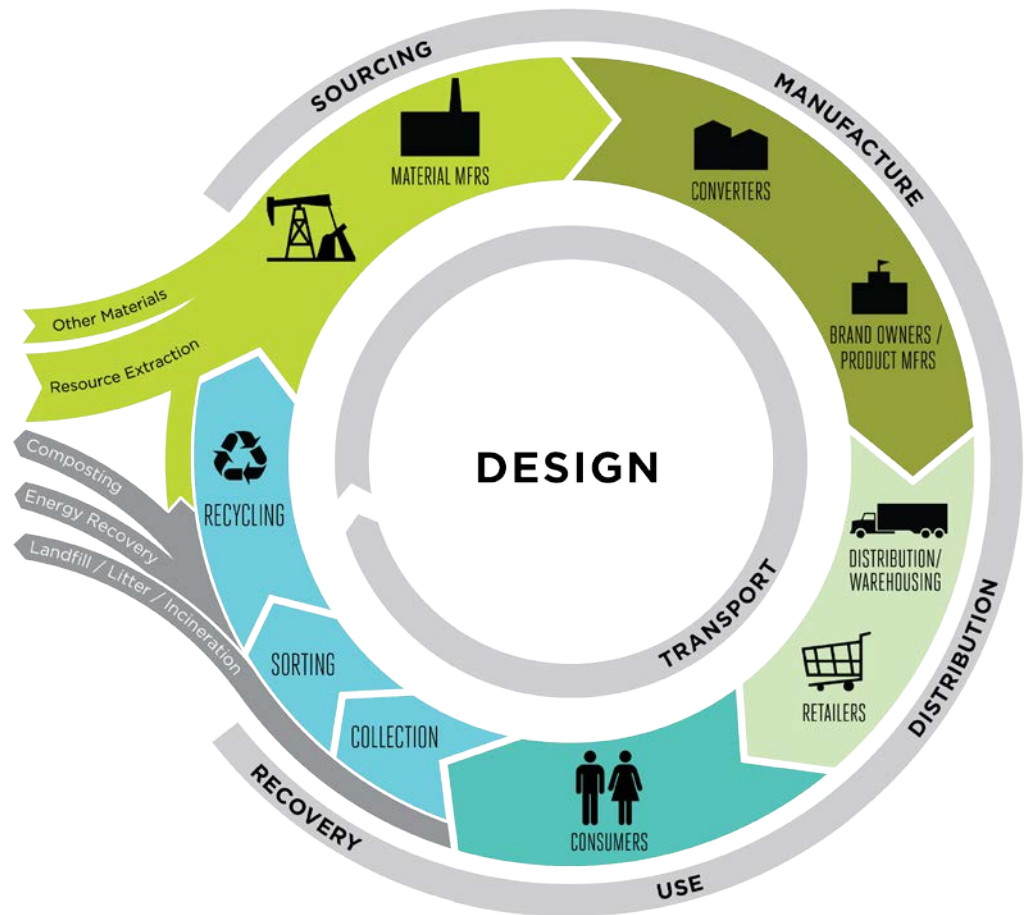 SOURCING
MANUFACTURE
MATERIAL MFRS
CONVERTERS
Other Materials
Resource Extraction
BRAND OWNERS /
PRODUCT MFRS
Composting
Energy Recovery
Landfill / Litter / Incineration
RECYCLING
DESIGN
DISTRIBUTION/
WAREHOUSING
TRANSPORT
DISTRIBUTION
SORTING
RETAILERS
COLLECTION
RECOVERY
CONSUMERS
USE